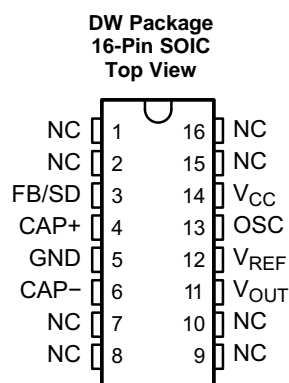 DW Package
16-Pin SOIC
Top View
NC 1 16 NC
NC 2 15 NC
FB/SD 3 14 VCC
CAP+ 4 13 OSC
GND 5 12 VREF
CAP− 6 11 VOUT
NC 7 10 NC
NC 8 9 NC